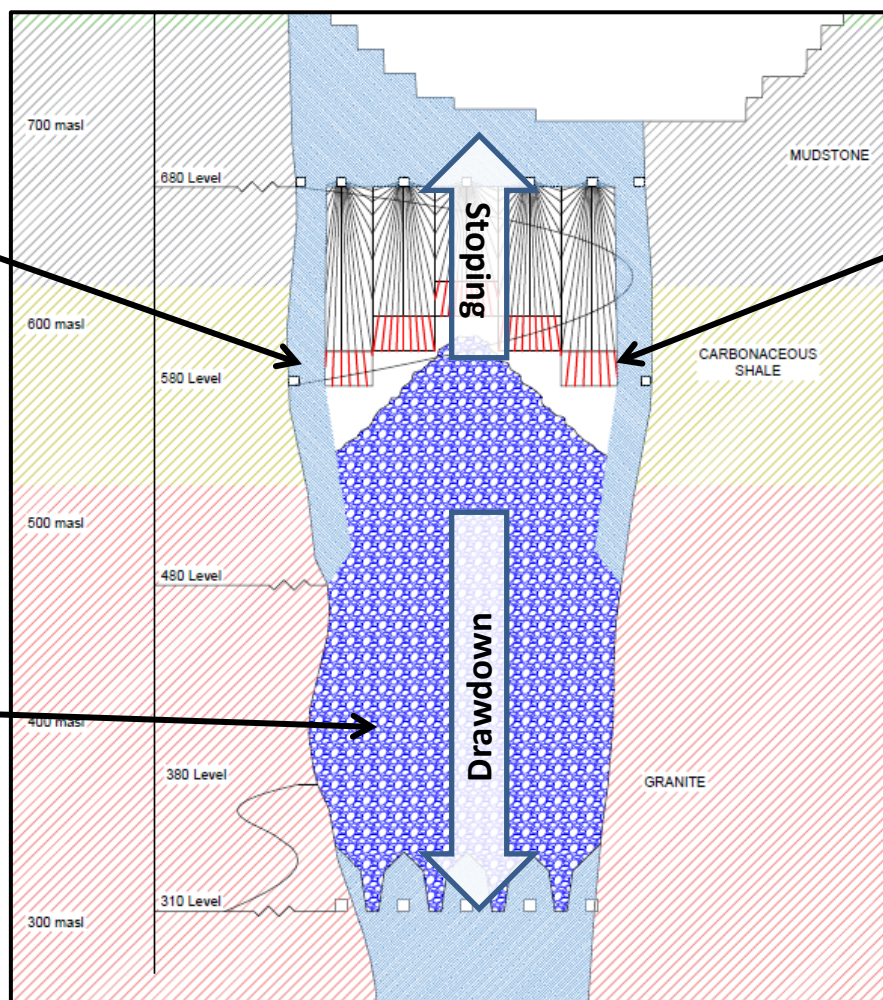 700 masl
MUDSTONE
680 Level
Stoping
600 masl
CARBONACEOUS
SHALE
580 Level
500 masl
480 Level
Drawdown
400 masl
380 Level
GRANITE
310 Level
300 masl